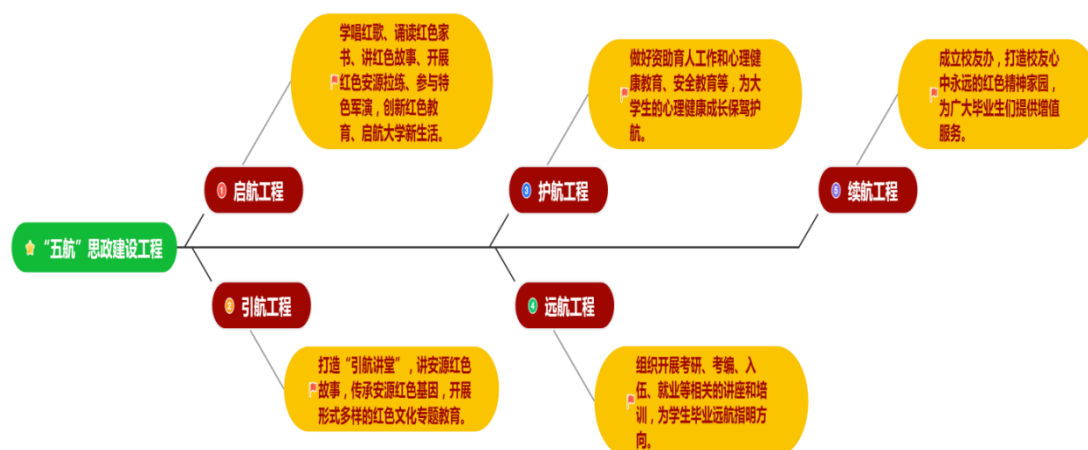 “五航”思政建设工程
① 启航工程
学唱红歌、诵读红色家
书、讲红色故事、开展
红色安源拉练、参与特
色军演，创新红色教
育、启航大学新生活。
② 引航工程
打造“引航讲堂”，讲安源红色
故事，传承安源红色基因，开展
形式多样的红色文化专题教育。
③ 护航工程
做好资助育人工作和心理健
康教育、安全教育等，为大
学生的心理健康成长保驾护
航。
④ 远航工程
组织开展考研、考编、入
伍、就业等相关的讲座和培
训，为学生毕业远航指明方
向。
⑤ 续航工程
成立校友办，打造校友心
中永远的红色精神家园，
为广大毕业生们提供增值
服务。